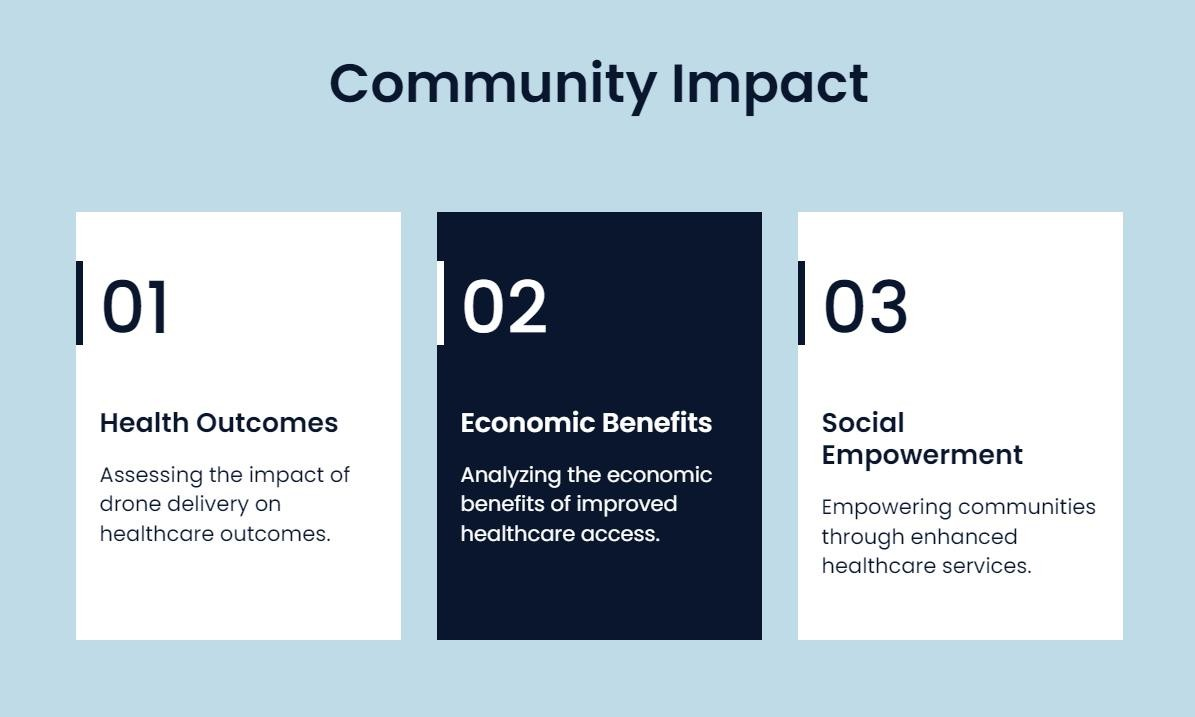 Community Impact
01
Health Outcomes
Assessing the impact of
drone delivery on
healthcare outcomes.
02
Economic Benefits
Analyzing the economic
benefits of improved
healthcare access.
03
Social
Empowerment
Empowering communities
through enhanced
healthcare services.